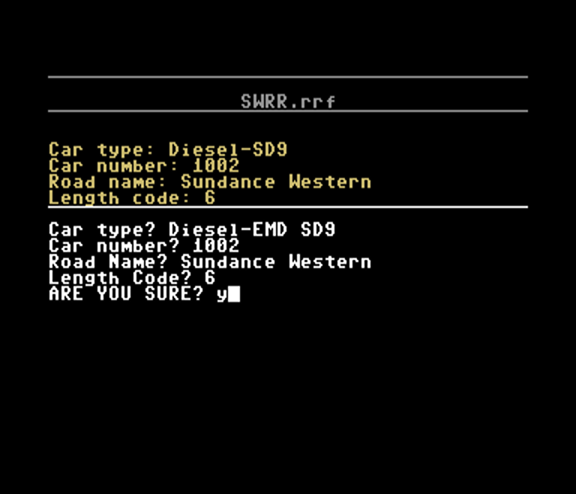 SWRR.rrf
Car type: Diesel-SD9
Car number: 1002
Road name: Sundance Western
Length code: 6
Car type? Diesel-EMD SD9
Car number? 1002
Road Name? Sundance Western
Length Code? 6
ARE YOU SURE? y